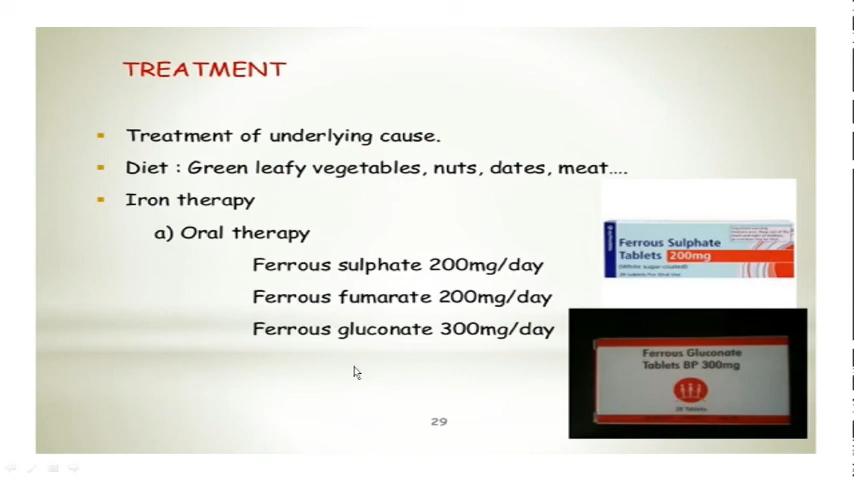 TREATMENT
Treatment of underlying cause.
Diet : Green leafy vegetables, nuts, dates, meat....
Iron therapy
a) Oral therapy
Ferrous sulphate 200mg/day
Ferrous fumarate 200mg/day
Ferrous gluconate 300mg/day
Ferrous Sulphate
Tablets 200mg
Ferrous Gluconate
Tablets BP 300mg
28 Tablets
29